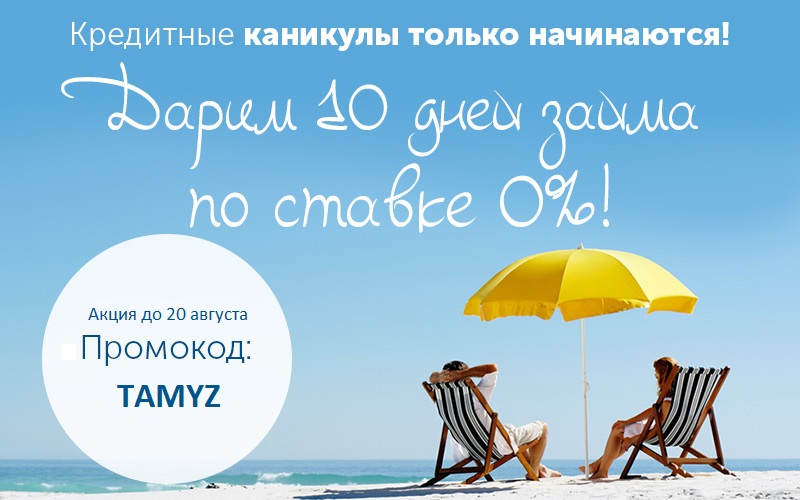 Кредитные каникулы только начинаются!
Дарим 10 дней займа
по ставке 0%!
Акция до 20 августа
Промокод:
TAMYZ